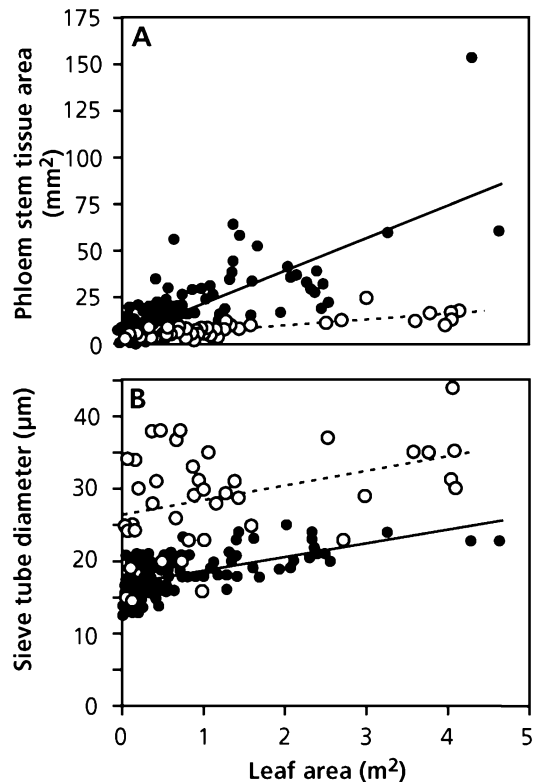 A
Phloem stem tissue area
(mm²)
175
150
125
100
75
50
25
0
B
Sieve tube diameter (µm)
40
30
20
10
0
0 1 2 3 4 5
Leaf area (m²)